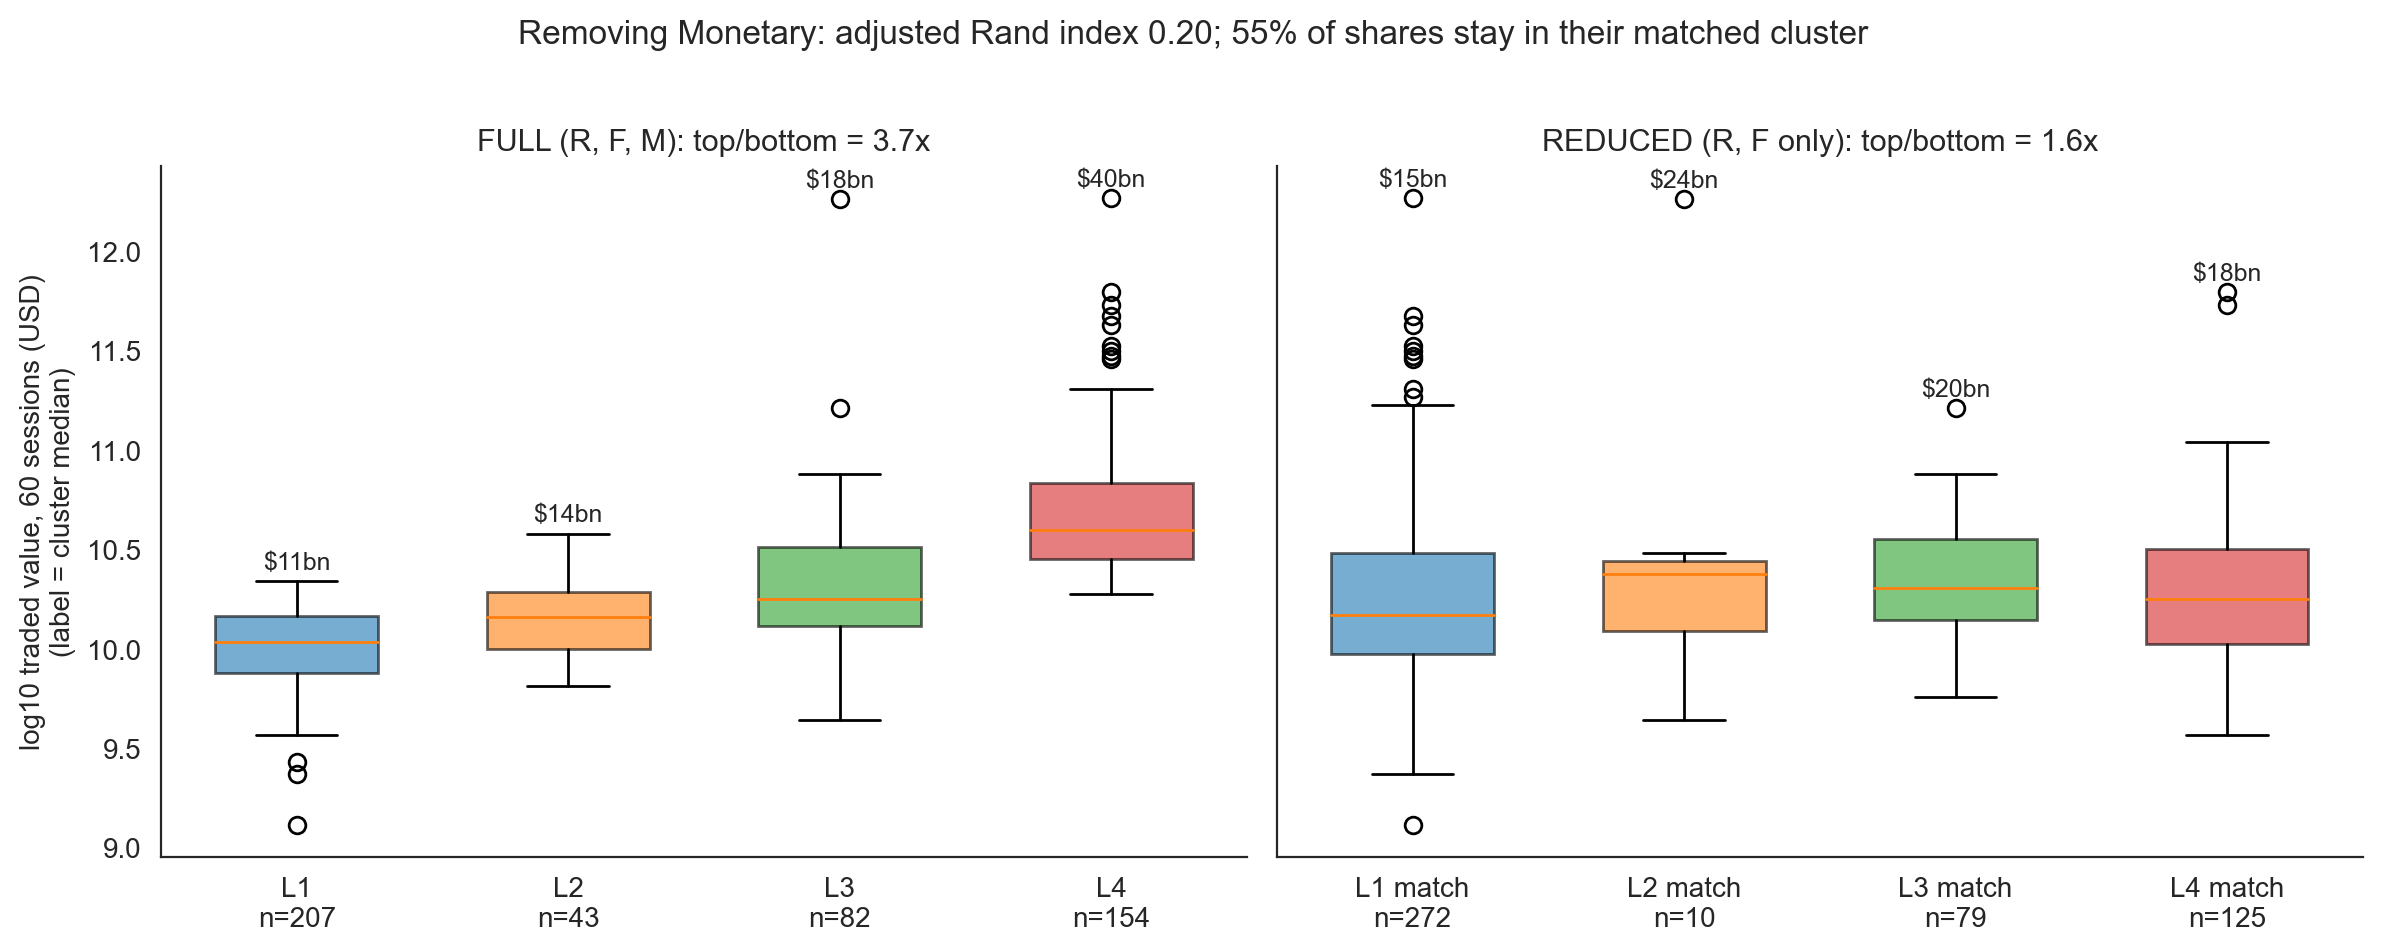 Removing Monetary: adjusted Rand index 0.20; 55% of shares stay in their matched cluster
FULL (R, F, M): top/bottom = 3.7x
REDUCED (R, F only): top/bottom = 1.6x
log10 traded value, 60 sessions (USD)
(label = cluster median)
12.0
11.5
11.0
10.5
10.0
9.5
9.0
$11bn
$14bn
$18bn
$40bn
$15bn
$24bn
$20bn
$18bn
L1
n=207
L2
n=43
L3
n=82
L4
n=154
L1 match
n=272
L2 match
n=10
L3 match
n=79
L4 match
n=125